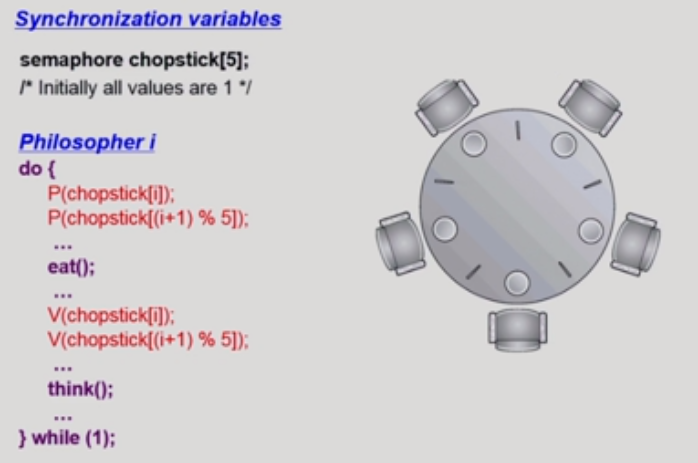 Synchronization variables
semaphore chopstick[5];
/* Initially all values are 1 */
Philosopher i
do {
P(chopstick[i]);
P(chopstick[(i+1) % 5]);
...
eat();
...
V(chopstick[i]);
V(chopstick[(i+1) % 5]);
...
think();
...
} while (1);